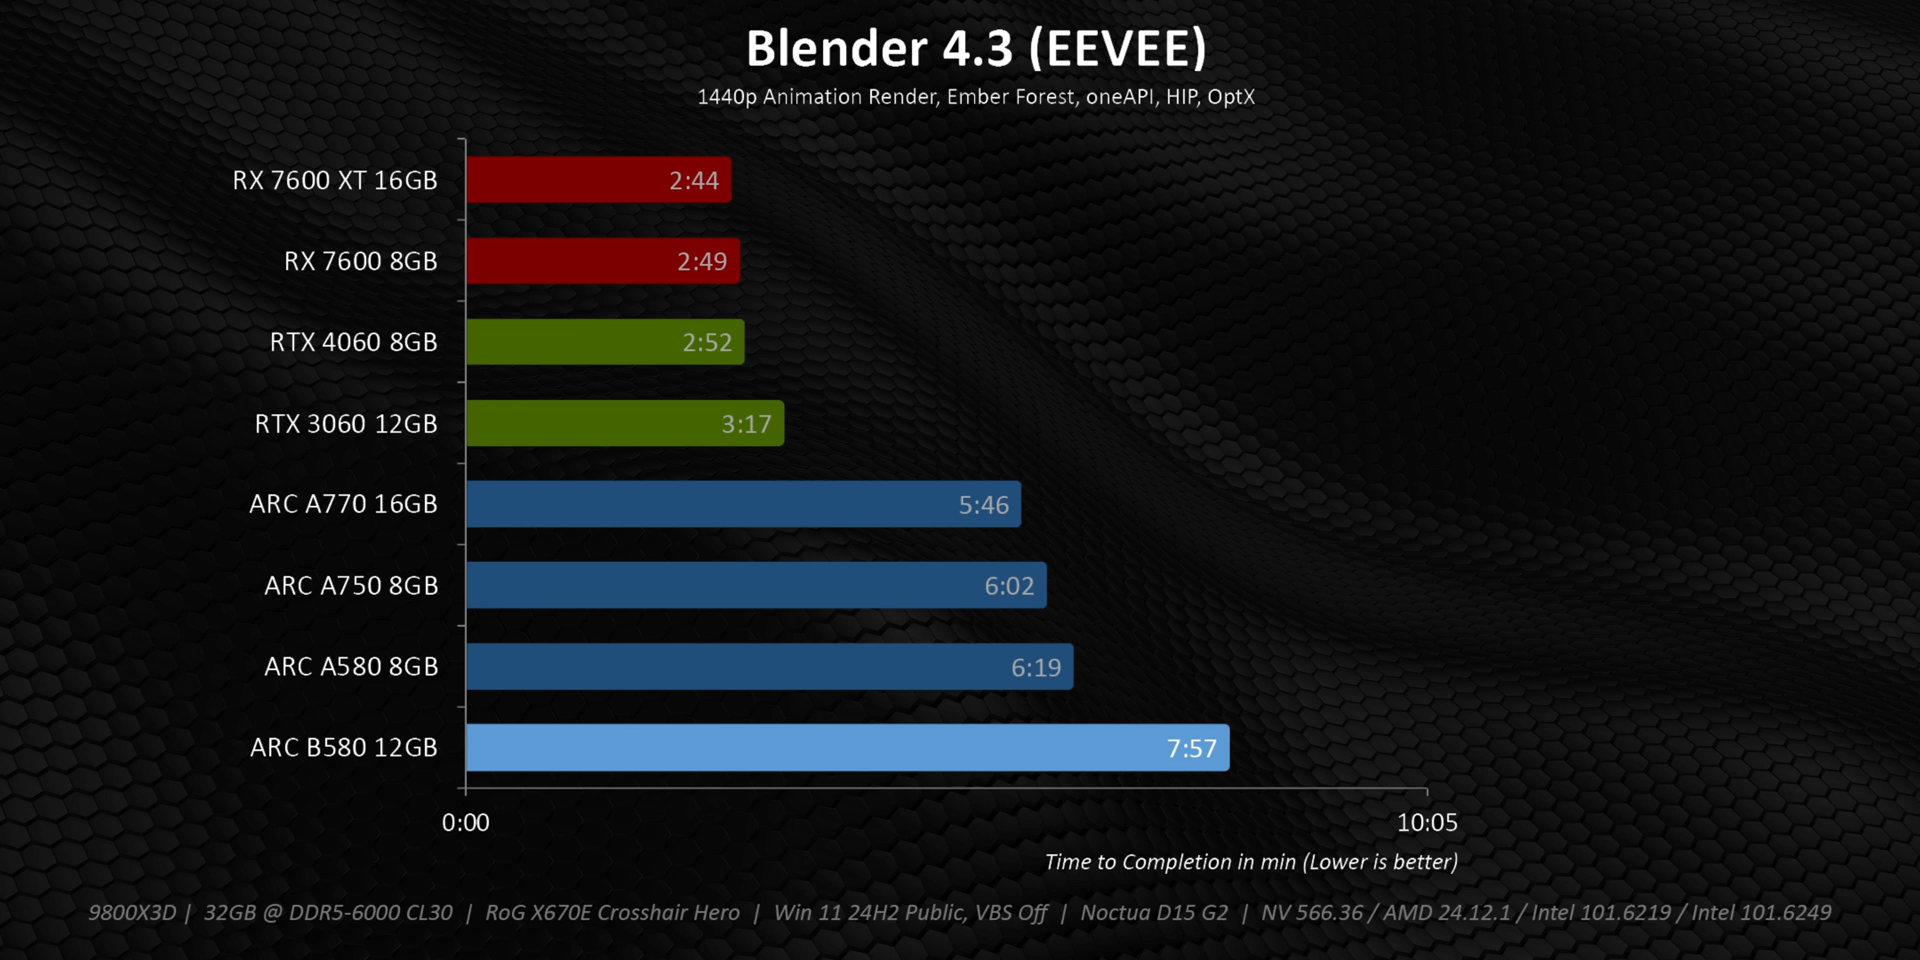 Blender 4.3 (EEVEE)
1440p Animation Render, Ember Forest, oneAPI, HIP, OptX
RX 7600 XT 16GB 2:44
RX 7600 8GB 2:49
RTX 4060 8GB 2:52
RTX 3060 12GB 3:17
ARC A770 16GB 5:46
ARC A750 8GB 6:02
ARC A580 8GB 6:19
ARC B580 12GB 7:57
0:00 10:05
Time to Completion in min (Lower is better)
9800X3D | 32GB @ DDR5-6000 CL30 | RoG X670E Crosshair Hero | Win 11 24H2 Public, VBS Off | Noctua D15 G2 | NV 566.36 / AMD 24.12.1 / Intel 101.6219 / Intel 101.6249